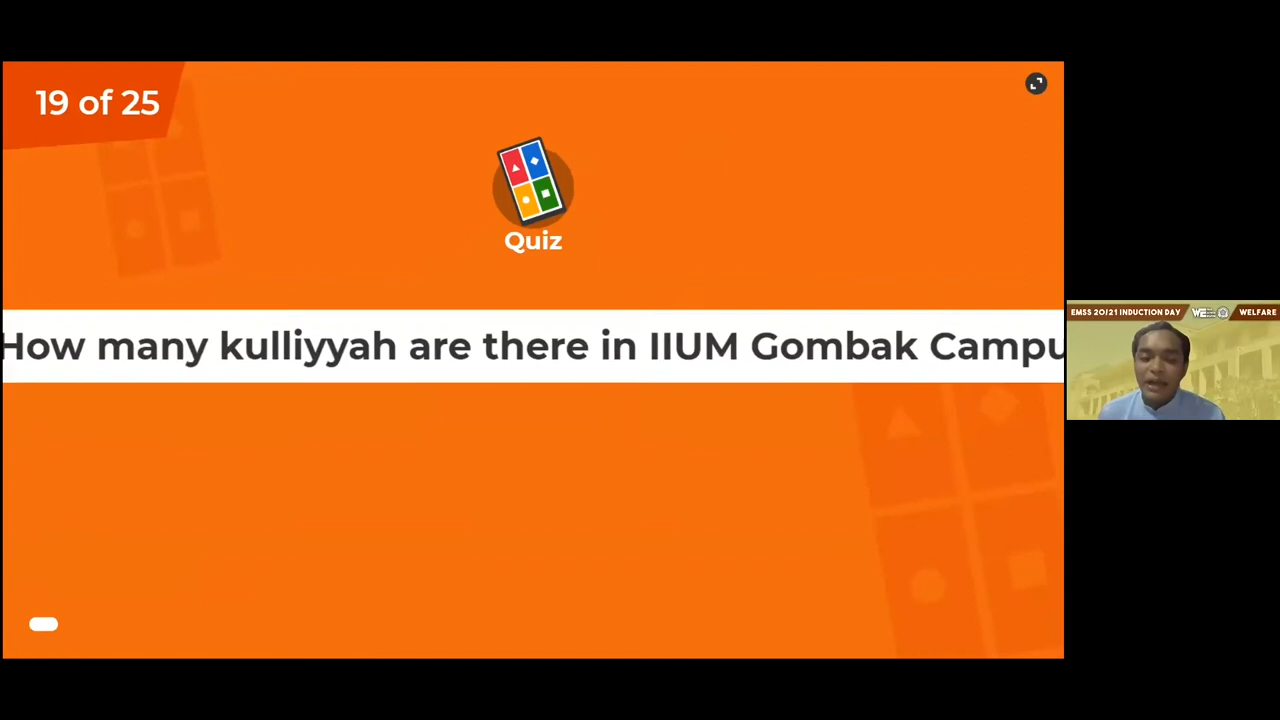 19 of 25
Quiz
How many kulliyyah are there in IIUM Gombak Campu
EMSS 20/21 INDUCTION DAY
WE
WELFARE